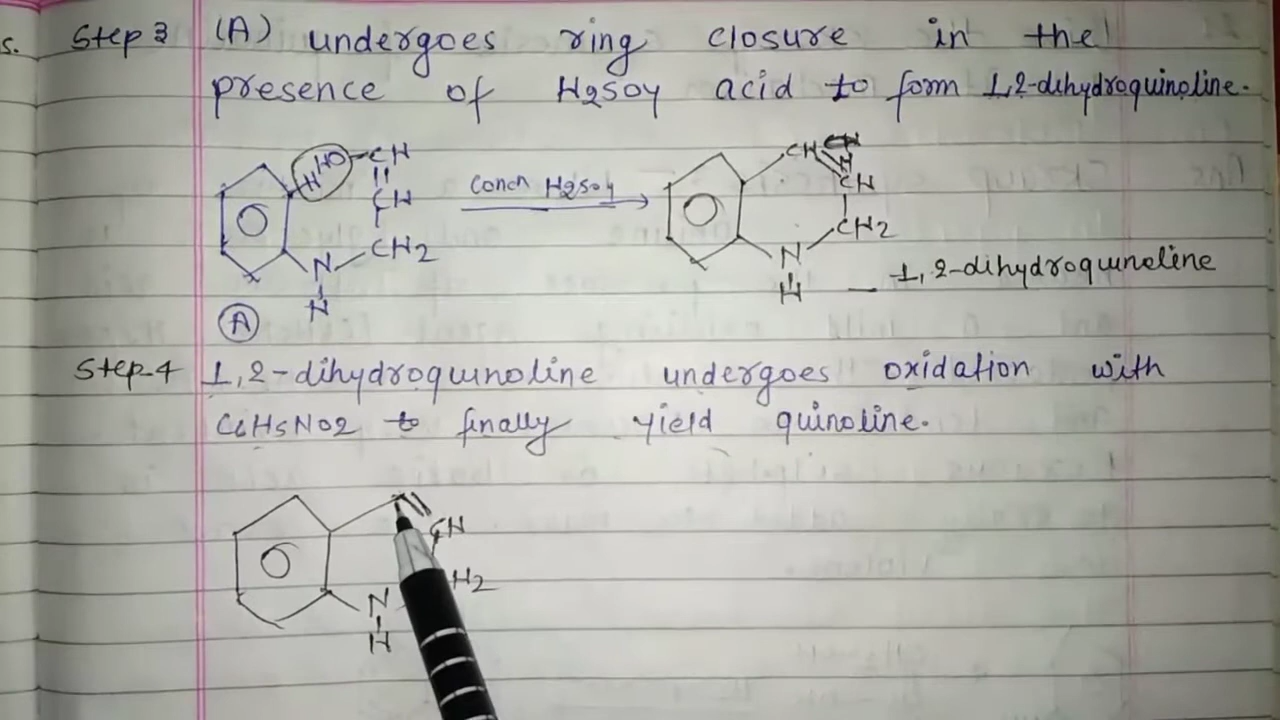 s. Step 3 (A) undergoes ring closure in the
presence of H2SO4 acid to form 1,2-dihydroquinoline.
H HO-CH
CH
CH2
N
H
A
Concn H2SO4
CH
CH
CH2
N
H
1,2-dihydroquinoline
Step-4 1,2-dihydroquinoline undergoes oxidation with
C6H5NO2 to finally yield quinoline.
CH
H2
N
H